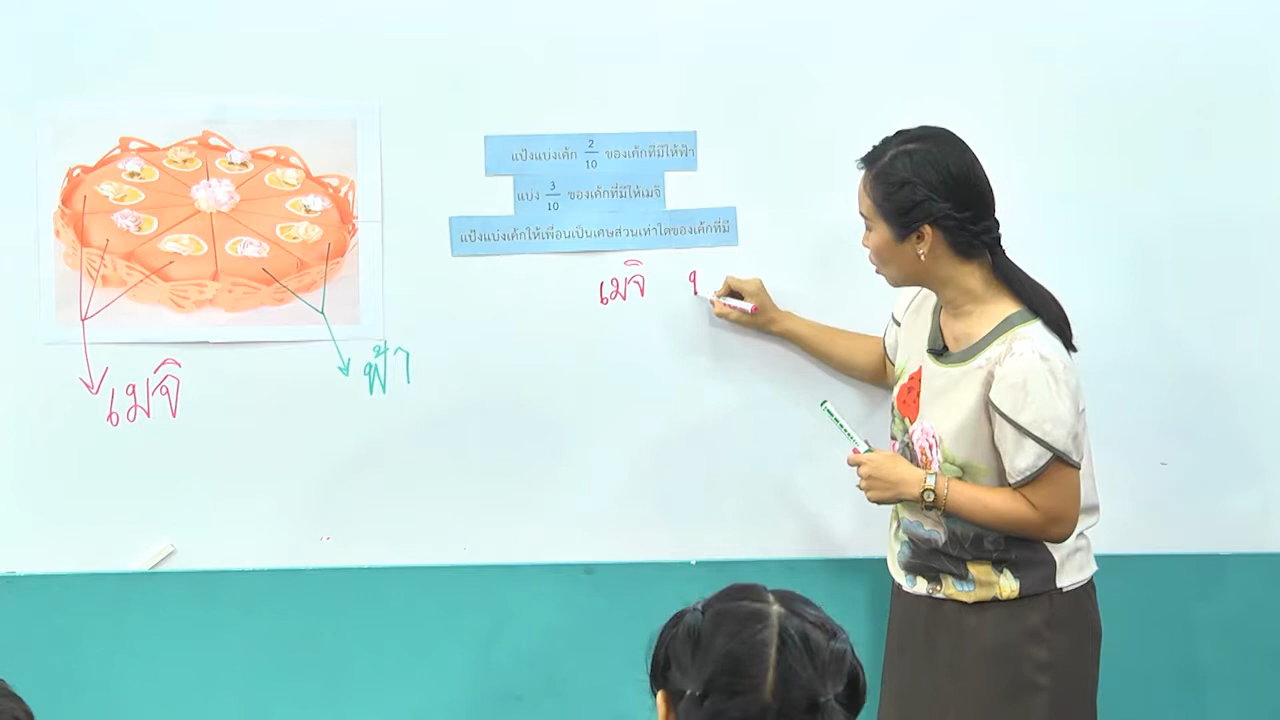 แป้งแบ่งเค้ก 2/10 ของเค้กที่มีให้ฟ้า
แบ่ง 3/10 ของเค้กที่มีให้เมจิ
แป้งแบ่งเค้กให้เพื่อนเป็นเศษส่วนเท่าใดของเค้กที่มี
เมจิ
เมจิ
ฟ้า